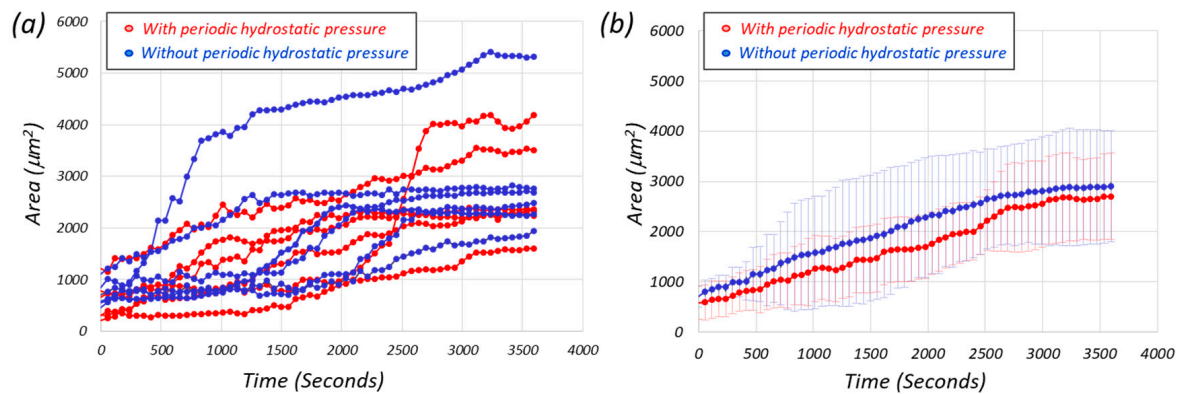 (a)
With periodic hydrostatic pressure
Without periodic hydrostatic pressure
Area (μm²)
6000
5000
4000
3000
2000
1000
0
0 500 1000 1500 2000 2500 3000 3500 4000
Time (Seconds)
(b)
With periodic hydrostatic pressure
Without periodic hydrostatic pressure
Area (μm²)
6000
5000
4000
3000
2000
1000
0
0 500 1000 1500 2000 2500 3000 3500 4000
Time (Seconds)